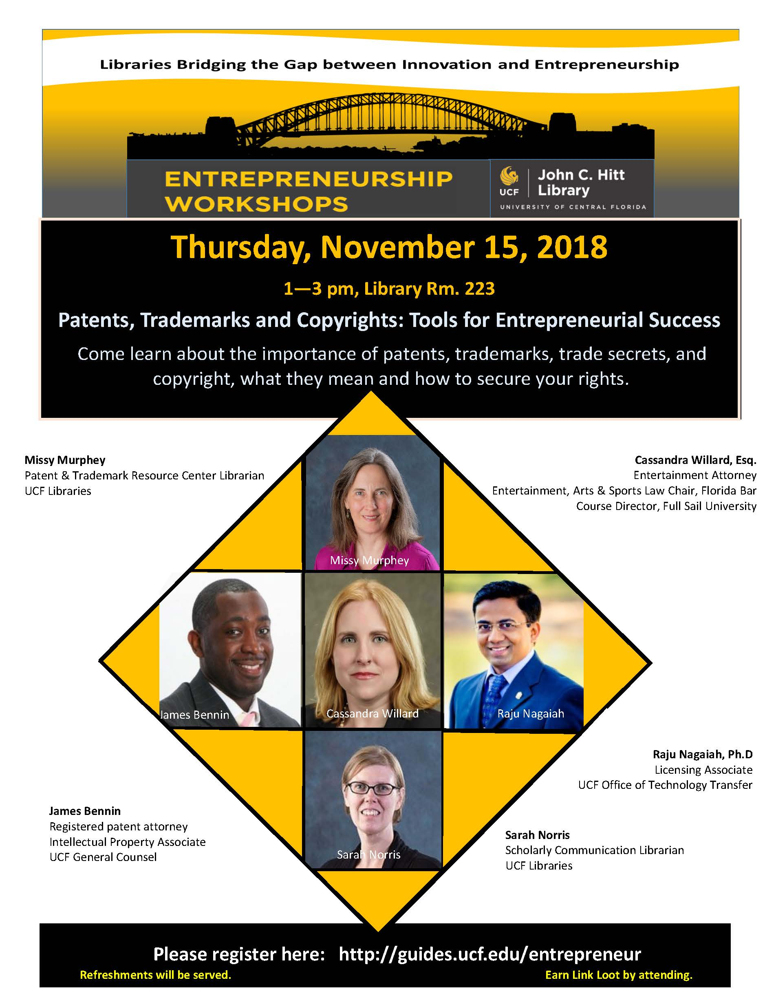 Libraries Bridging the Gap between Innovation and Entrepreneurship
ENTREPRENEURSHIP
WORKSHOPS
UCF
John C. Hitt
Library
UNIVERSITY OF CENTRAL FLORIDA
Thursday, November 15, 2018
1—3 pm, Library Rm. 223
Patents, Trademarks and Copyrights: Tools for Entrepreneurial Success
Come learn about the importance of patents, trademarks, trade secrets, and
copyright, what they mean and how to secure your rights.
Missy Murphey
Patent & Trademark Resource Center Librarian
UCF Libraries
Cassandra Willard, Esq.
Entertainment Attorney
Entertainment, Arts & Sports Law Chair, Florida Bar
Course Director, Full Sail University
Missy Murphey
James Bennin
Cassandra Willard
Raju Nagaiah
Sarah Norris
Raju Nagaiah, Ph.D
Licensing Associate
UCF Office of Technology Transfer
James Bennin
Registered patent attorney
Intellectual Property Associate
UCF General Counsel
Sarah Norris
Scholarly Communication Librarian
UCF Libraries
Please register here: http://guides.ucf.edu/entrepreneur
Refreshments will be served.
Earn Link Loot by attending.